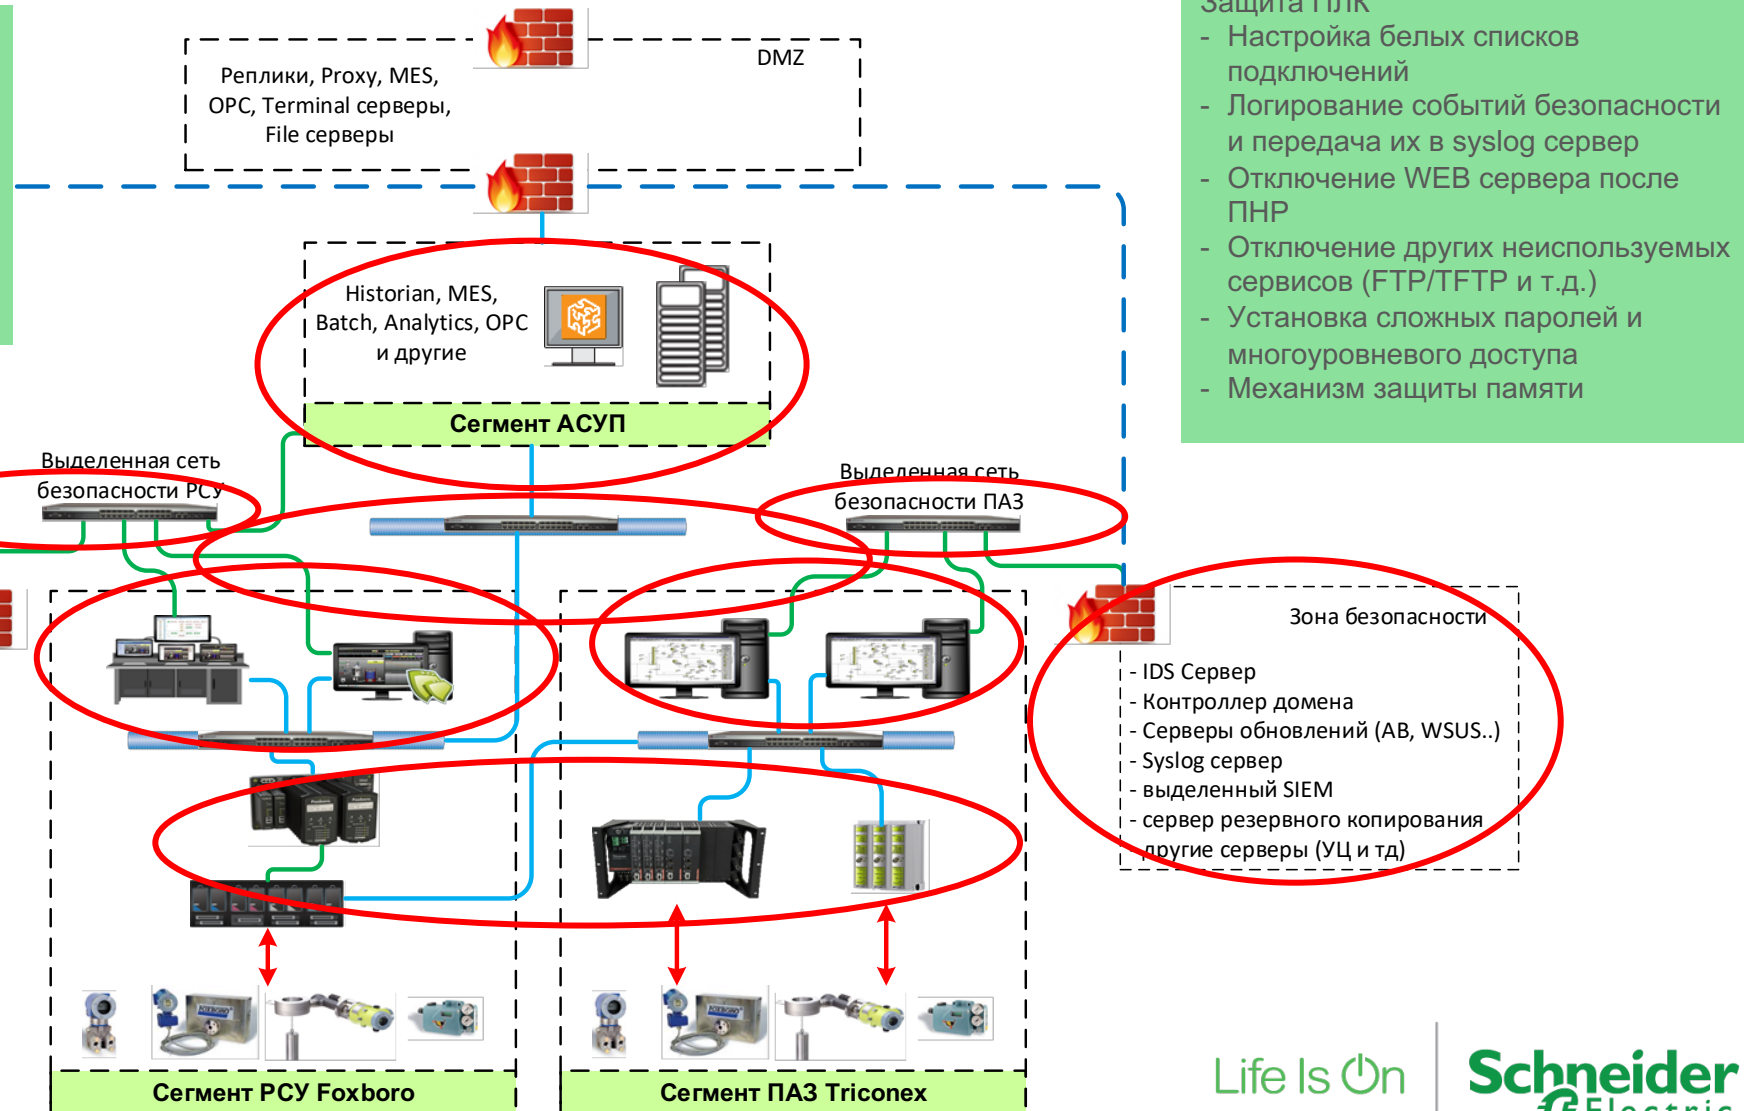 Защита ПЛК
- Настройка белых списков
подключений
- Логирование событий безопасности
и передача их в syslog сервер
- Отключение WEB сервера после
ПНР
- Отключение других неиспользуемых
сервисов (FTP/TFTP и т.д.)
- Установка сложных паролей и
многоуровневого доступа
- Механизм защиты памяти
DMZ
Реплики, Proxy, MES,
OPC, Terminal серверы,
File серверы
Historian, MES,
Batch, Analytics, OPC
и другие
Сегмент АСУП
Выделенная сеть
безопасности РСУ
Выделенная сеть
безопасности ПАЗ
Зона безопасности
- IDS Сервер
- Контроллер домена
- Серверы обновлений (АВ, WSUS..)
- Syslog сервер
- выделенный SIEM
- сервер резервного копирования
- другие серверы (УЦ и тд)
Сегмент РСУ Foxboro
Сегмент ПАЗ Triconex
Life Is On
Schneider
Electric